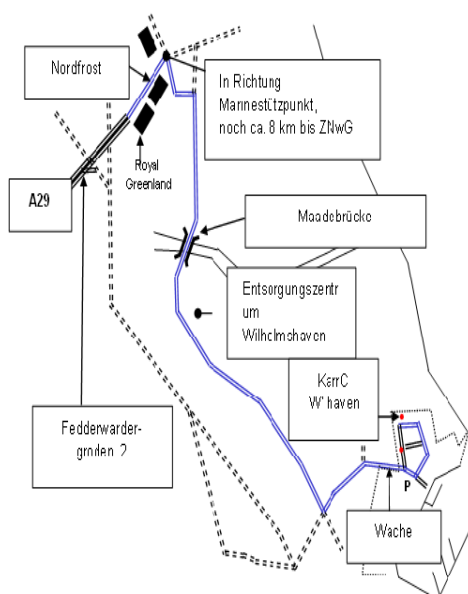 Nordfrost
In Richtung
Marinestützpunkt,
noch ca. 8 km bis ZNwG
Royal
Greenland
A29
Maadebrücke
Entsorgungszentr
um
Wilhelmshaven
KarrC
W'haven
Fedderwarder-
groden 2
P
Wache